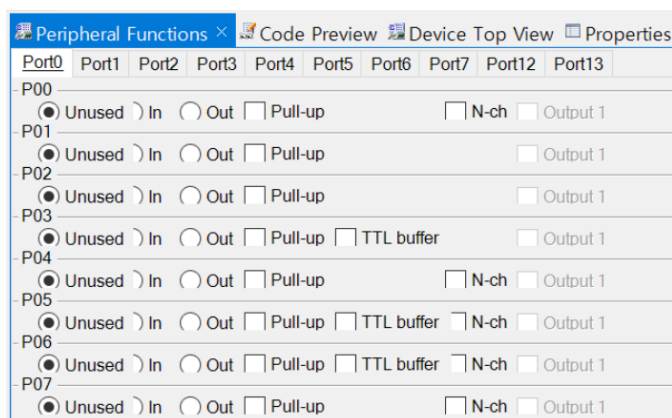 Peripheral Functions × Code Preview Device Top View Properties
Port0 Port1 Port2 Port3 Port4 Port5 Port6 Port7 Port12 Port13
P00
Unused In Out Pull-up N-ch Output 1
P01
Unused In Out Pull-up Output 1
P02
Unused In Out Pull-up Output 1
P03
Unused In Out Pull-up TTL buffer Output 1
P04
Unused In Out Pull-up N-ch Output 1
P05
Unused In Out Pull-up TTL buffer N-ch Output 1
P06
Unused In Out Pull-up TTL buffer N-ch Output 1
P07
Unused In Out Pull-up N-ch Output 1